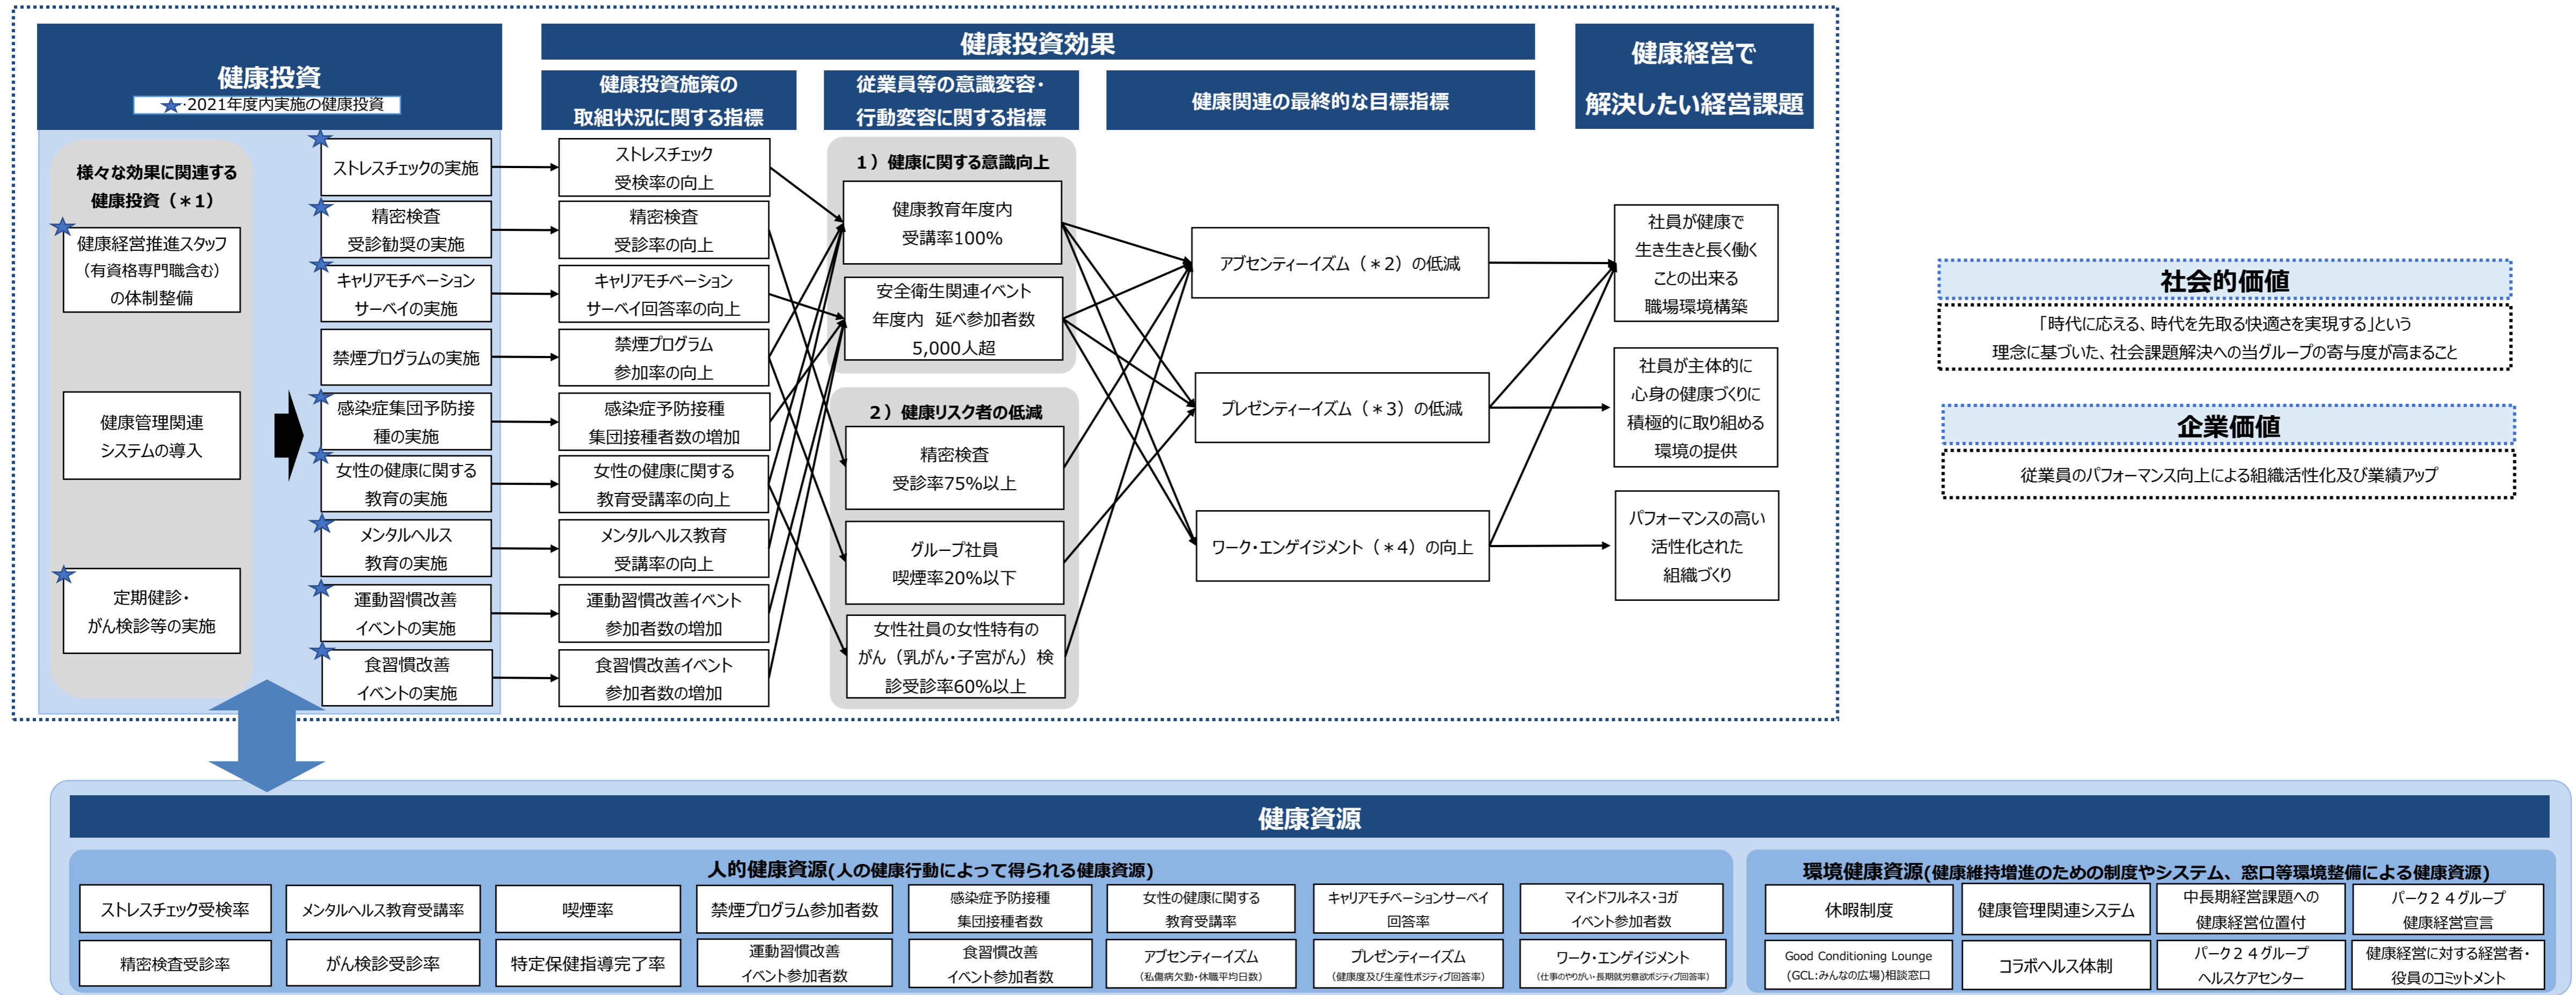 健康投資
★・2021年度内実施の健康投資
健康投資効果
健康投資施策の
取組状況に関する指標
従業員等の意識変容・
行動変容に関する指標
健康関連の最終的な目標指標
健康経営で
解決したい経営課題
様々な効果に関連する
健康投資（＊1）
健康経営推進スタッフ
（有資格専門職含む）
の体制整備
健康管理関連
システムの導入
定期健診・
がん検診等の実施
ストレスチェックの実施
精密検査
受診勧奨の実施
キャリアモチベーション
サーベイの実施
禁煙プログラムの実施
感染症集団予防接
種の実施
女性の健康に関する
教育の実施
メンタルヘルス
教育の実施
運動習慣改善
イベントの実施
食習慣改善
イベントの実施
ストレスチェック
受検率の向上
精密検査
受診率の向上
キャリアモチベーション
サーベイ回答率の向上
禁煙プログラム
参加率の向上
感染症予防接種
集団接種者数の増加
女性の健康に関する
教育受講率の向上
メンタルヘルス教育
受講率の向上
運動習慣改善イベント
参加者数の増加
食習慣改善イベント
参加者数の増加
１）健康に関する意識向上
健康教育年度内
受講率100%
安全衛生関連イベント
年度内 延べ参加者数
5,000人超
２）健康リスク者の低減
精密検査
受診率75%以上
グループ社員
喫煙率20%以下
女性社員の女性特有の
がん（乳がん・子宮がん）検
診受診率60%以上
アブセンティーイズム（＊2）の低減
プレゼンティーイズム（＊3）の低減
ワーク・エンゲイジメント（＊4）の向上
社員が健康で
生き生きと長く働く
ことの出来る
職場環境構築
社員が主体的に
心身の健康づくりに
積極的に取り組める
環境の提供
パフォーマンスの高い
活性化された
組織づくり
社会的価値
「時代に応える、時代を先取る快適さを実現する」という
理念に基づいた、社会課題解決への当グループの寄与度が高まること
企業価値
従業員のパフォーマンス向上による組織活性化及び業績アップ
健康資源
人的健康資源(人の健康行動によって得られる健康資源)
ストレスチェック受検率
メンタルヘルス教育受講率
喫煙率
禁煙プログラム参加者数
感染症予防接種
集団接種者数
女性の健康に関する
教育受講率
キャリアモチベーションサーベイ
回答率
マインドフルネス・ヨガ
イベント参加者数
精密検査受診率
がん検診受診率
特定保健指導完了率
運動習慣改善
イベント参加者数
食習慣改善
イベント参加者数
アブセンティーイズム
（私傷病欠勤・休職平均日数）
プレゼンティーイズム
（健康度及び生産性ポジティブ回答率）
ワーク・エンゲイジメント
（仕事のやりがい・長期就労意欲ポジティブ回答率）
環境健康資源(健康維持増進のための制度やシステム、窓口等環境整備による健康資源)
休暇制度
健康管理関連システム
中長期経営課題への
健康経営位置付
パーク２４グループ
健康経営宣言
Good Conditioning Lounge
(GCL:みんなの広場)相談窓口
コラボヘルス体制
パーク２４グループ
ヘルスケアセンター
健康経営に対する経営者・
役員のコミットメント